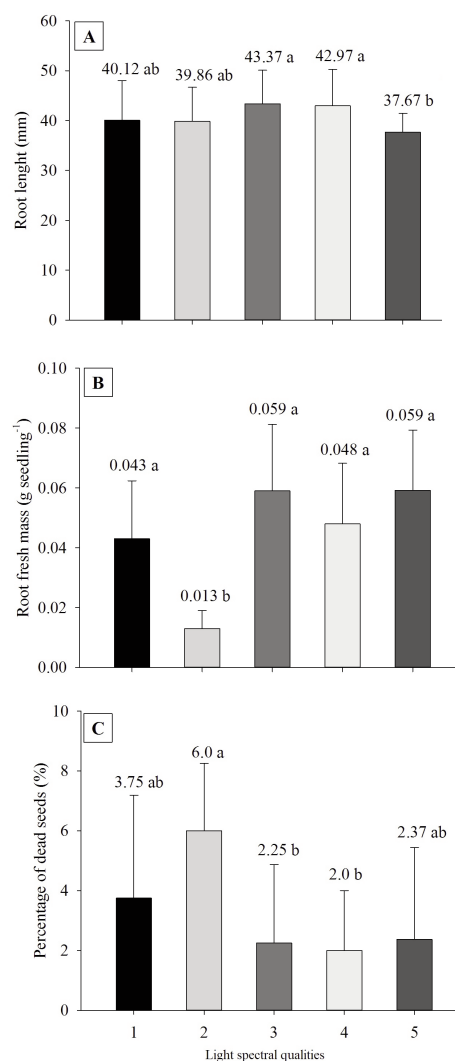 A
Root lenght (mm)
60
50
40
30
20
10
0
40.12 ab
39.86 ab
43.37 a
42.97 a
37.67 b
B
Root fresh mass (g seedling⁻¹)
0.10
0.08
0.06
0.04
0.02
0.00
0.043 a
0.013 b
0.059 a
0.048 a
0.059 a
C
Percentage of dead seeds (%)
10
8
6
4
2
0
3.75 ab
6.0 a
2.25 b
2.0 b
2.37 ab
1 2 3 4 5
Light spectral qualities